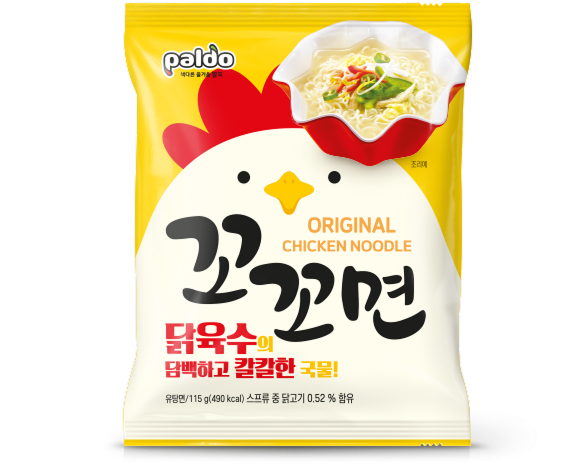 paldo
조리예
ORIGINAL
CHICKEN NOODLE
꼬꼬면
닭육수의
담백하고 칼칼한 국물!
유탕면/115 g(490 kcal) 스프류 중 닭고기 0.52 % 함유